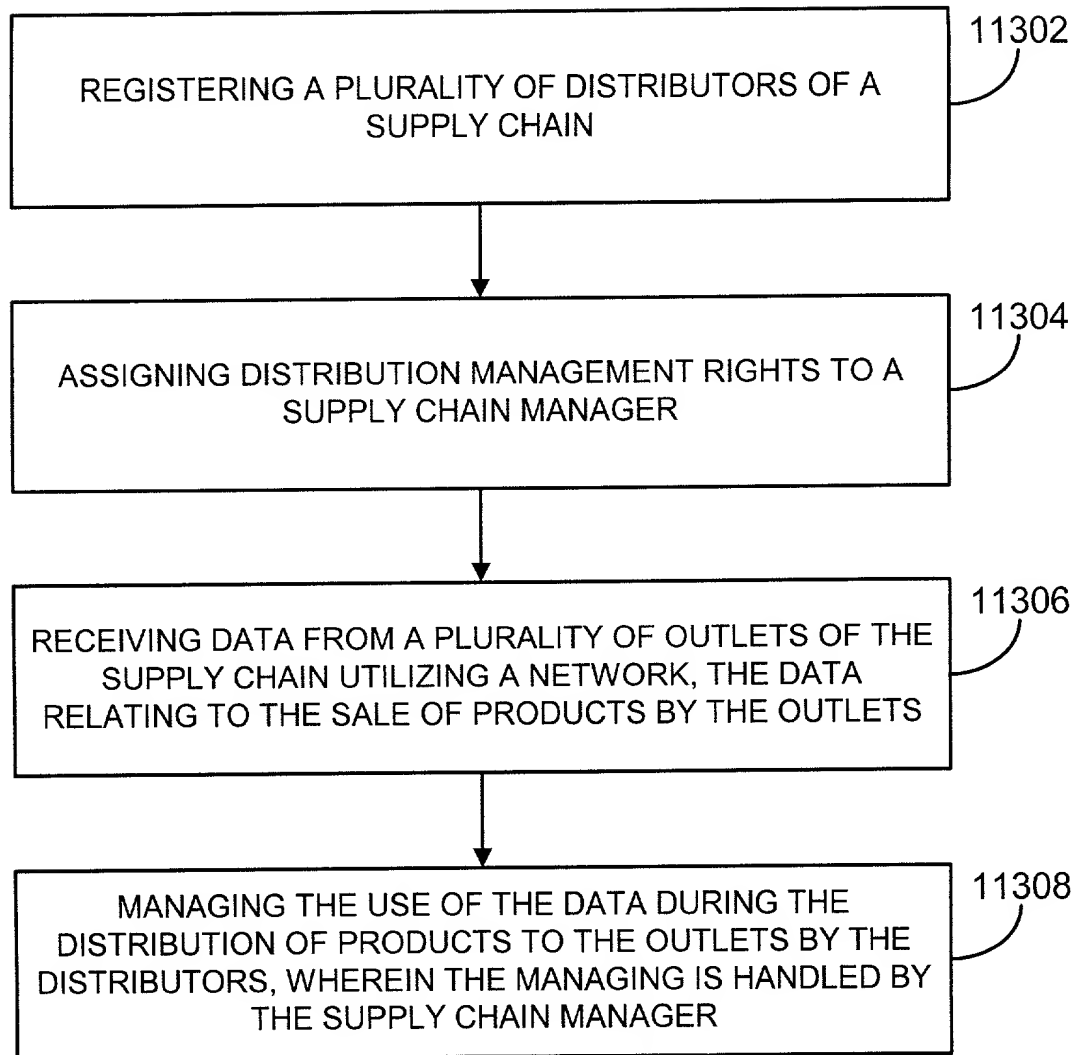 11302
REGISTERING A PLURALITY OF DISTRIBUTORS OF A
SUPPLY CHAIN
11304
ASSIGNING DISTRIBUTION MANAGEMENT RIGHTS TO A
SUPPLY CHAIN MANAGER
11306
RECEIVING DATA FROM A PLURALITY OF OUTLETS OF THE
SUPPLY CHAIN UTILIZING A NETWORK, THE DATA
RELATING TO THE SALE OF PRODUCTS BY THE OUTLETS
11308
MANAGING THE USE OF THE DATA DURING THE
DISTRIBUTION OF PRODUCTS TO THE OUTLETS BY THE
DISTRIBUTORS, WHEREIN THE MANAGING IS HANDLED BY
THE SUPPLY CHAIN MANAGER